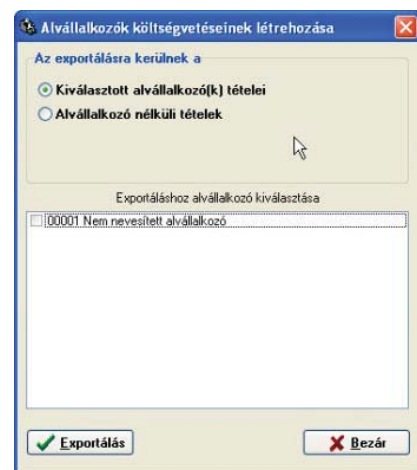 Alvállalkozók költségvetéseinek létrehozása
Az exportálásra kerülnek a
Kiválasztott alvállalkozó(k) tételei
Alvállalkozó nélküli tételek
Exportáláshoz alvállalkozó kiválasztása
00001 Nem nevesített alvállalkozó
Exportálás
Bezár